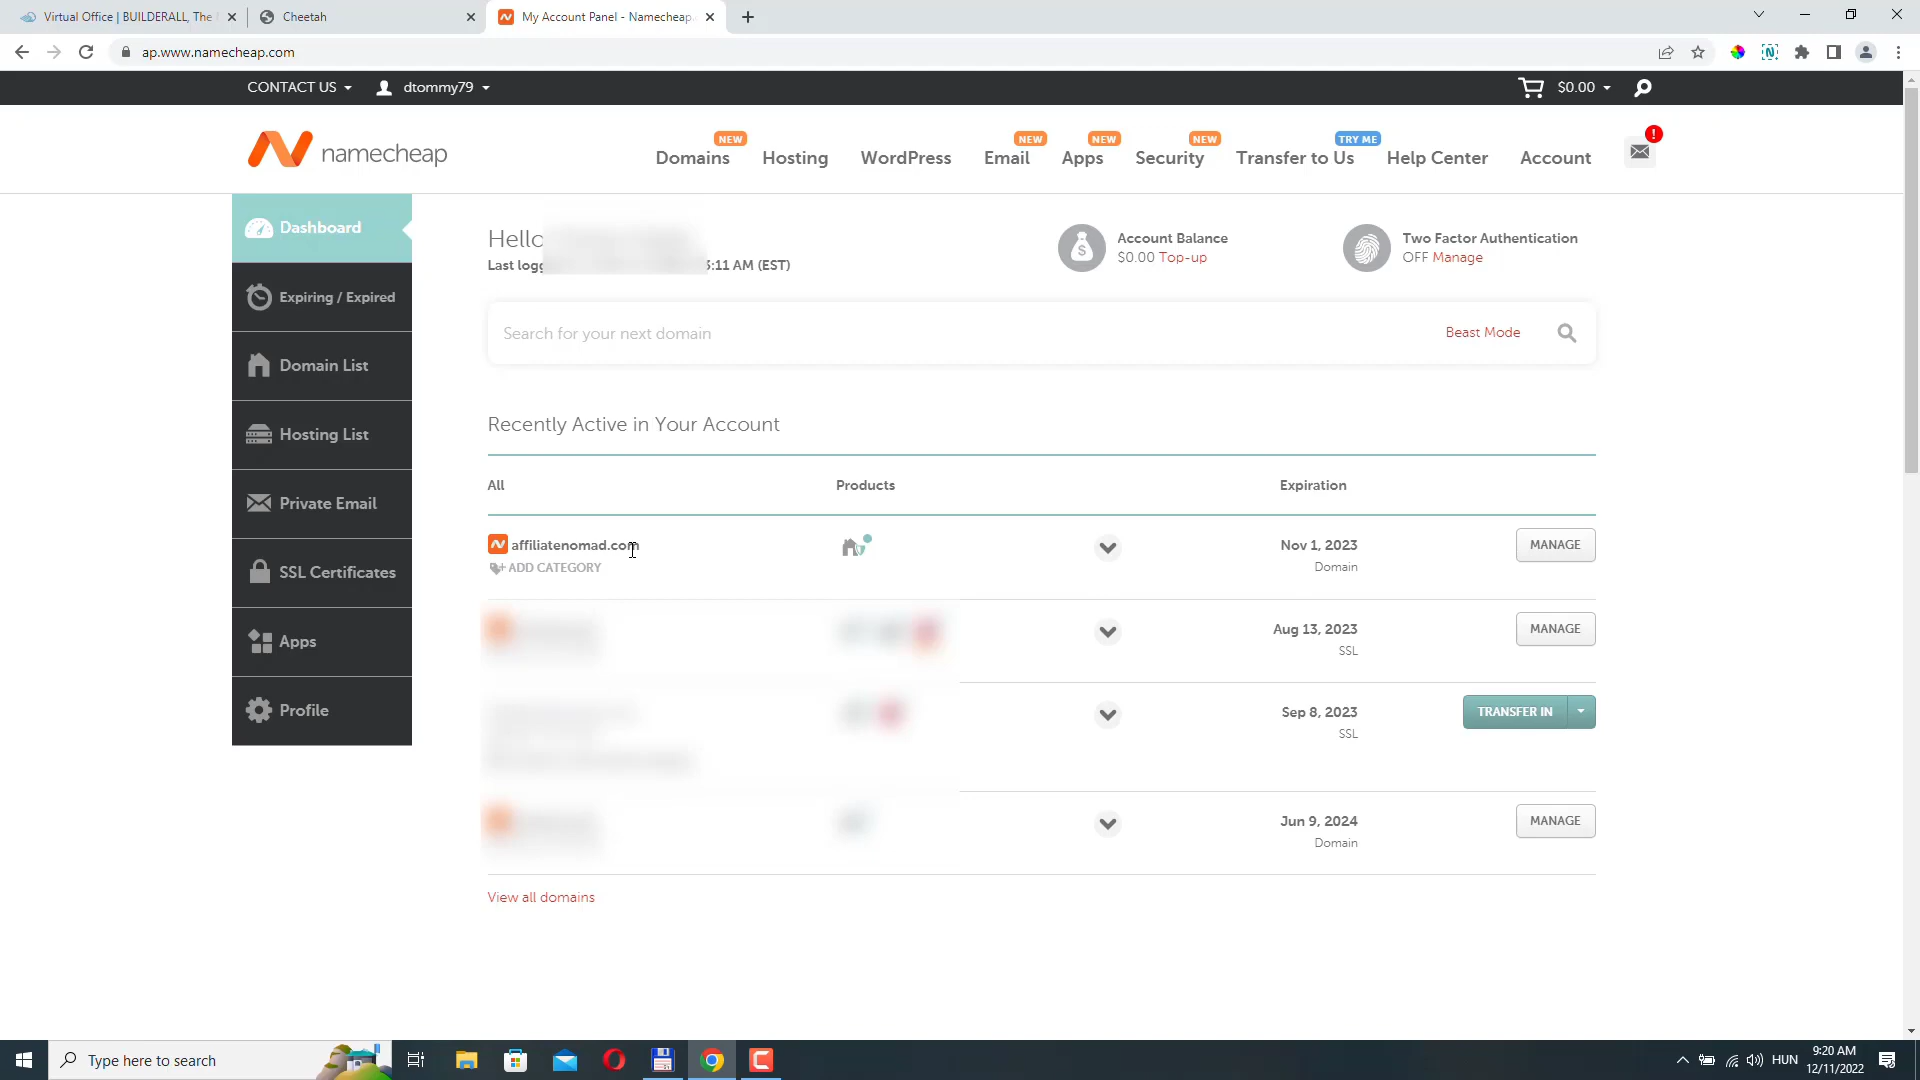 Virtual Office | BUILDERALL, The
Cheetah
My Account Panel - Namecheap.
ap.www.namecheap.com
CONTACT US
dtommy79
$0.00
namecheap
NEW
NEW
NEW
NEW
TRY ME
Domains
Hosting
WordPress
Email
Apps
Security
Transfer to Us
Help Center
Account
!
Dashboard
Expiring / Expired
Domain List
Hosting List
Private Email
SSL Certificates
Apps
Profile
Hello
Last logg
:11 AM (EST)
Account Balance
$0.00 Top-up
Two Factor Authentication
OFF Manage
Search for your next domain
Beast Mode
Recently Active in Your Account
All
Products
Expiration
affiliatenomad.com
ADD CATEGORY
Nov 1, 2023
Domain
MANAGE
Aug 13, 2023
SSL
MANAGE
Sep 8, 2023
SSL
TRANSFER IN
Jun 9, 2024
Domain
MANAGE
View all domains
Type here to search
HUN
9:20 AM
12/11/2022